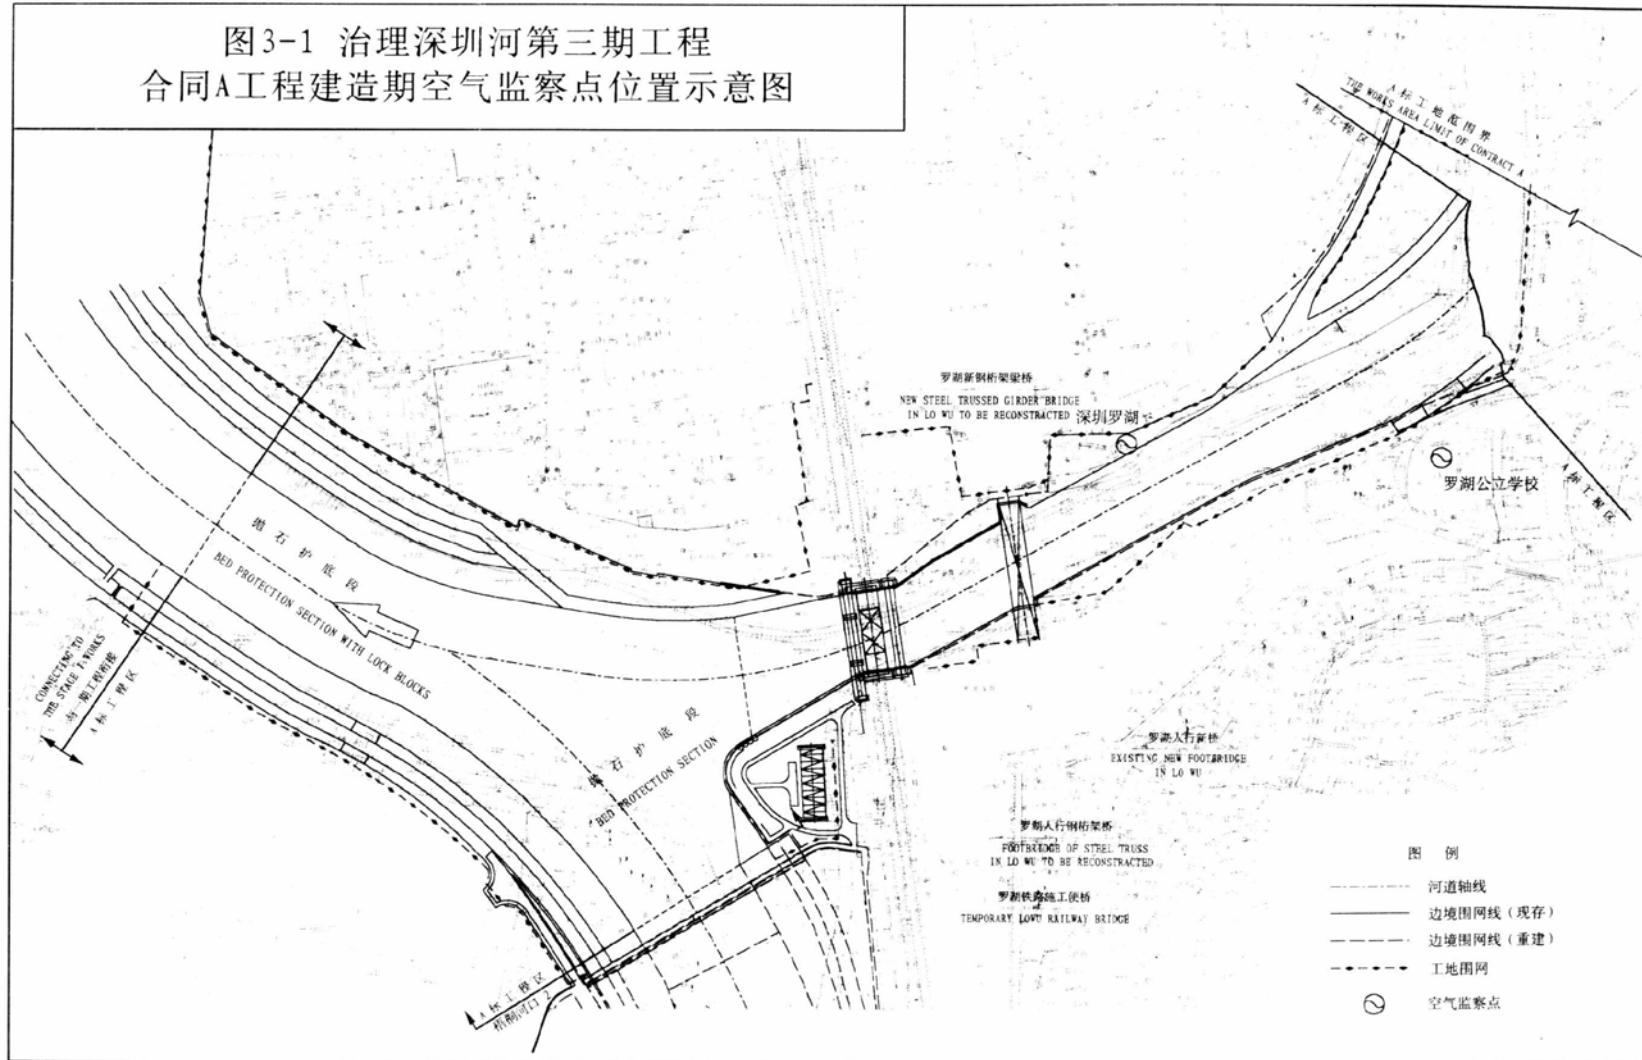 图3-1 治理深圳河第三期工程
合同A工程建造期空气监察点位置示意图
A标工地范围界
THE WORKS AREA LIMIT OF CONTRACT A
A标工程区
罗湖新钢桁架梁桥
NEW STEEL TRUSSED GIRDER BRIDGE
IN LO WU TO BE RECONSTRACTED
深圳罗湖
罗湖公立学校
A标工程区
抛石护底段
BED PROTECTION SECTION WITH LOCK BLOCKS
CONNECTING TO
THE STAGE I WORKS
与一期工程衔接
A标工程区
抛石护底段
BED PROTECTION SECTION
罗湖人行新桥
EXISTING NEW FOOTBRIDGE
IN LO WU
罗湖人行钢桁架桥
FOOTBRIDGE OF STEEL TRUSS
IN LO WU TO BE RECONSTRACTED
罗湖铁路施工便桥
TEMPORARY LOWU RAILWAY BRIDGE
A标工程区
梧桐河口 2
图 例
河道轴线
边境围网线（现存）
边境围网线（重建）
工地围网
空气监察点